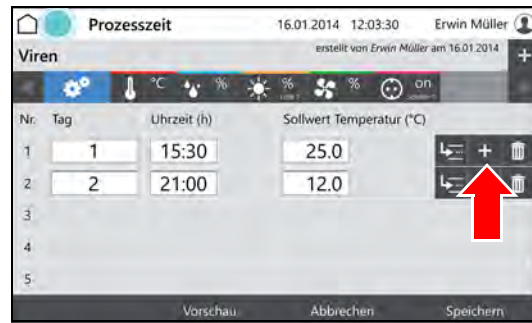 Prozesszeit 16.01.2014 12:03:30 Erwin Müller
Viren erstellt von Erwin Müller am 16.01.2014
°C % % % on
Nr. Tag Uhrzeit (h) Sollwert Temperatur (°C)
1 1 15:30 25.0
2 2 21:00 12.0
3
4
5
Vorschau Abbrechen Speichern